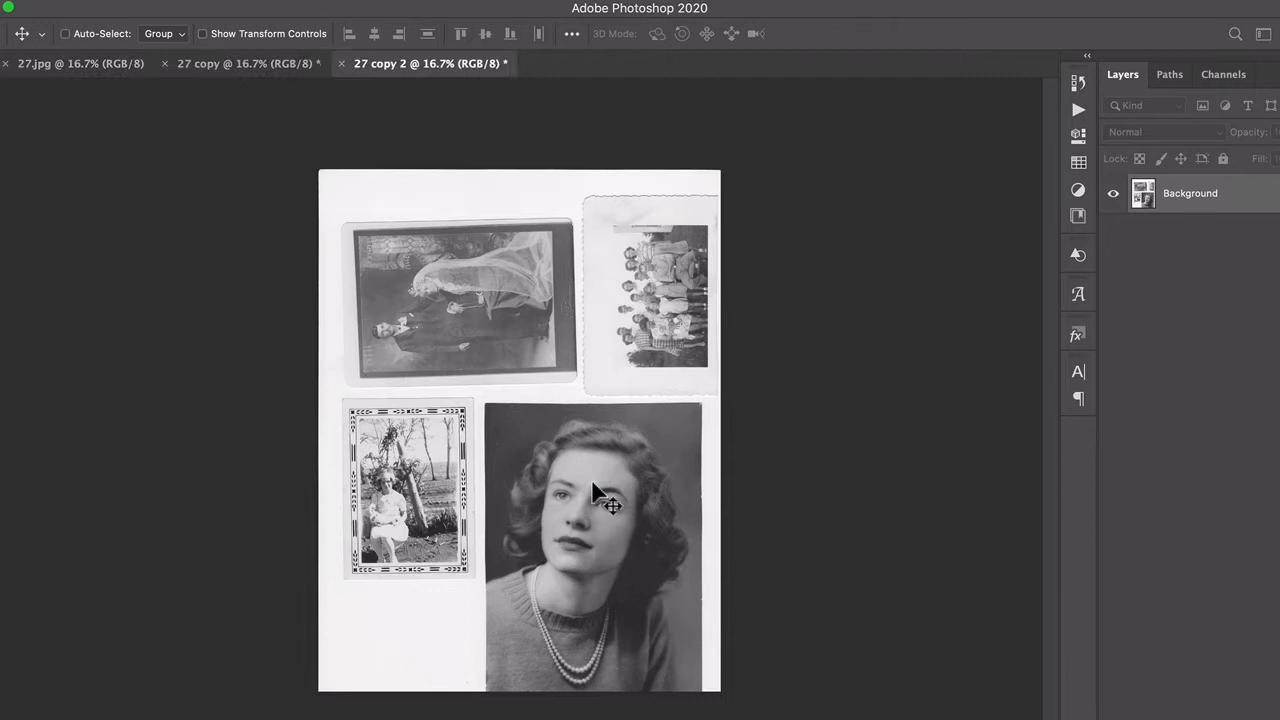 Adobe Photoshop 2020
Auto-Select: Group Show Transform Controls 3D Mode:
27.jpg @ 16.7% (RGB/8) 27 copy @ 16.7% (RGB/8) * 27 copy 2 @ 16.7% (RGB/8) *
Layers Paths Channels
Kind
Normal Opacity:
Lock: Fill:
Background